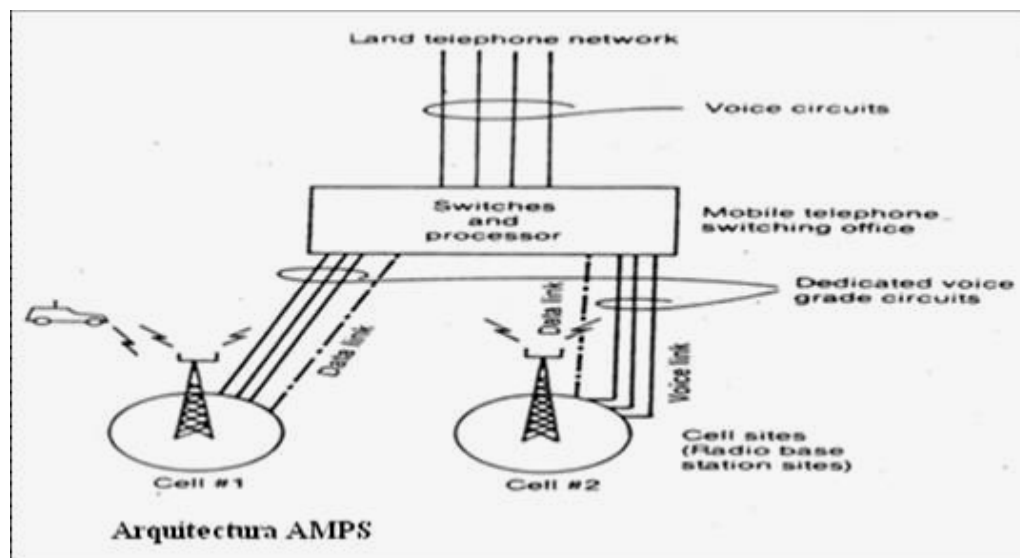 Land telephone network
Voice circuits
Switches
and
processor
Mobile telephone
switching office
Dedicated voice
grade circuits
Data link
Data link
Voice link
Cell sites
(Radio base
station sites)
Cell #1
Cell #2
Arquitectura AMPS